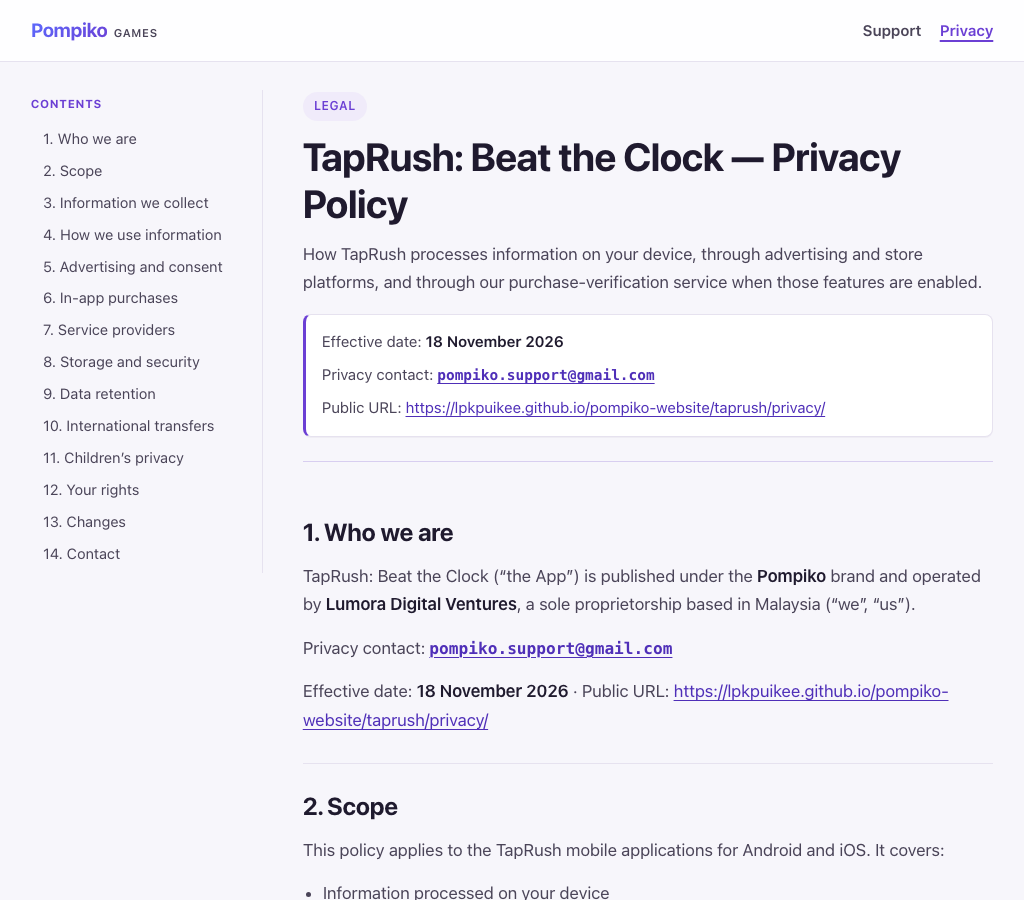 Pompiko GAMES
Support Privacy
CONTENTS
1. Who we are
2. Scope
3. Information we collect
4. How we use information
5. Advertising and consent
6. In-app purchases
7. Service providers
8. Storage and security
9. Data retention
10. International transfers
11. Children’s privacy
12. Your rights
13. Changes
14. Contact
LEGAL
TapRush: Beat the Clock — Privacy
Policy
How TapRush processes information on your device, through advertising and store
platforms, and through our purchase-verification service when those features are enabled.
Effective date: 18 November 2026
Privacy contact: pompiko.support@gmail.com
Public URL: https://lpkpuikee.github.io/pompiko-website/taprush/privacy/
1. Who we are
TapRush: Beat the Clock (“the App”) is published under the Pompiko brand and operated
by Lumora Digital Ventures, a sole proprietorship based in Malaysia (“we”, “us”).
Privacy contact: pompiko.support@gmail.com
Effective date: 18 November 2026 · Public URL: https://lpkpuikee.github.io/pompiko-
website/taprush/privacy/
2. Scope
This policy applies to the TapRush mobile applications for Android and iOS. It covers:
• Information processed on your device